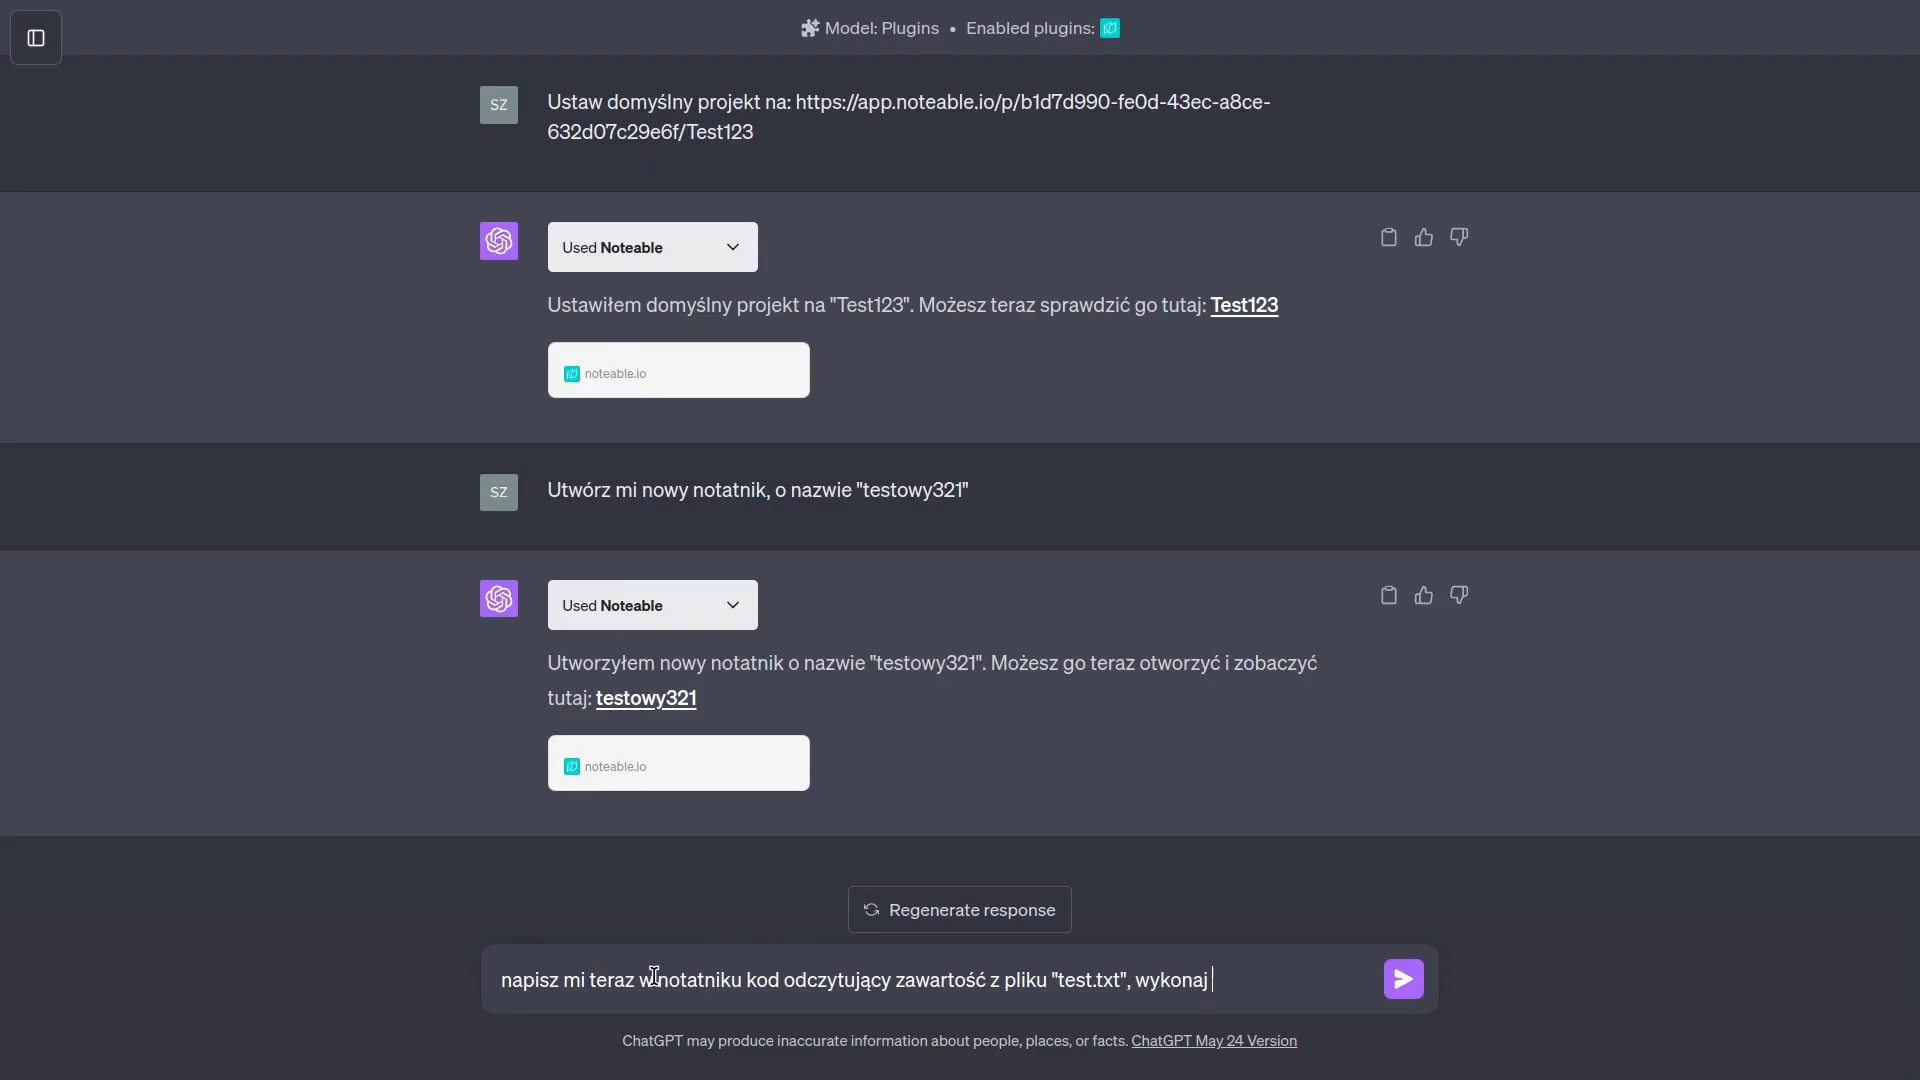 Model: Plugins • Enabled plugins:
SZ
Ustaw domyślny projekt na: https://app.noteable.io/p/b1d7d990-fe0d-43ec-a8ce-
632d07c29e6f/Test123
Used Noteable
Ustawiłem domyślny projekt na "Test123". Możesz teraz sprawdzić go tutaj: Test123
noteable.io
SZ
Utwórz mi nowy notatnik, o nazwie "testowy321"
Used Noteable
Utworzyłem nowy notatnik o nazwie "testowy321". Możesz go teraz otworzyć i zobaczyć
tutaj: testowy321
noteable.io
Regenerate response
napisz mi teraz w notatniku kod odczytujący zawartość z pliku "test.txt", wykonaj
ChatGPT may produce inaccurate information about people, places, or facts. ChatGPT May 24 Version